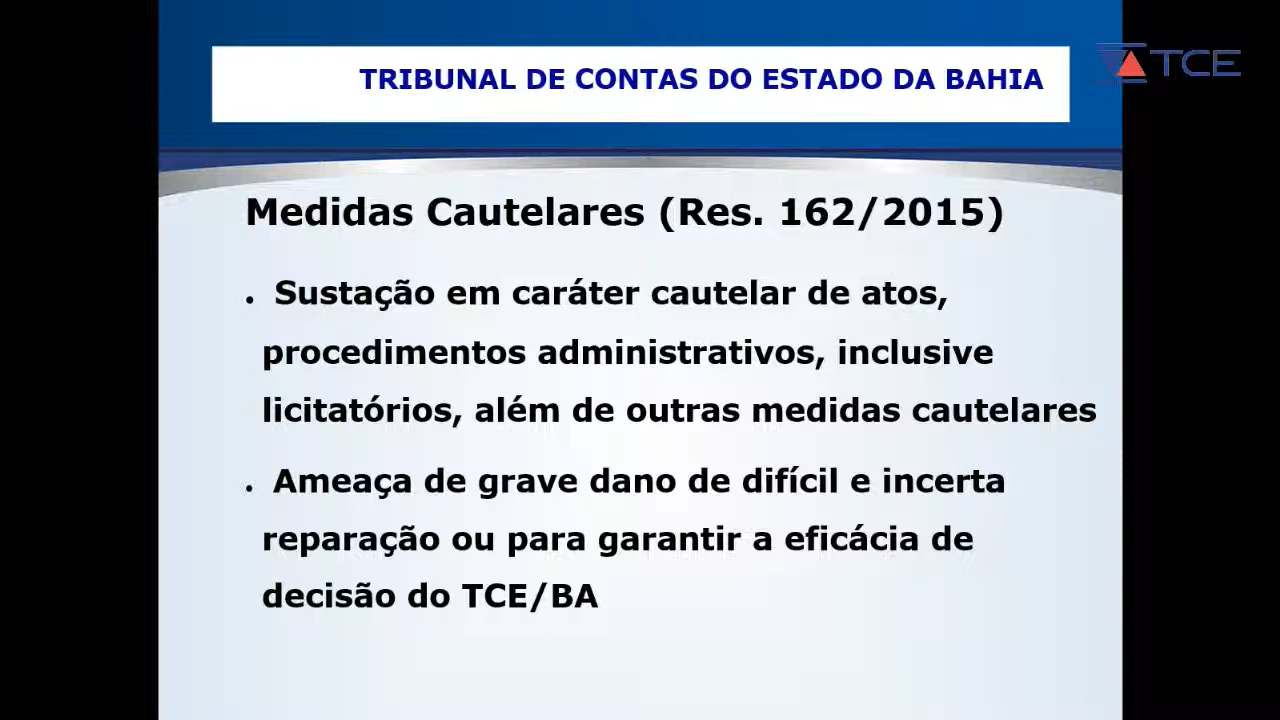 TRIBUNAL DE CONTAS DO ESTADO DA BAHIA
TCE
Medidas Cautelares (Res. 162/2015)
• Sustação em caráter cautelar de atos,
procedimentos administrativos, inclusive
licitatórios, além de outras medidas cautelares
• Ameaça de grave dano de difícil e incerta
reparação ou para garantir a eficácia de
decisão do TCE/BA